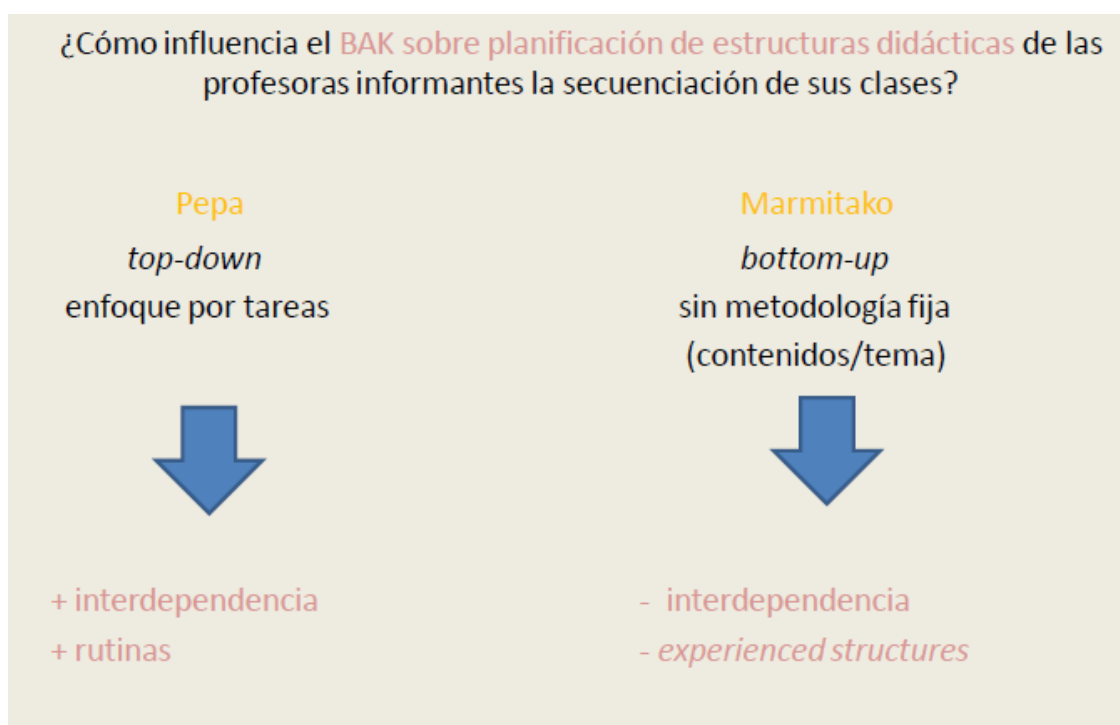 ¿Cómo influencia el BAK sobre planificación de estructuras didácticas de las
profesoras informantes la secuenciación de sus clases?
Pepa
top-down
enfoque por tareas
Marmitako
bottom-up
sin metodología fija
(contenidos/tema)
+ interdependencia
+ rutinas
- interdependencia
- experienced structures